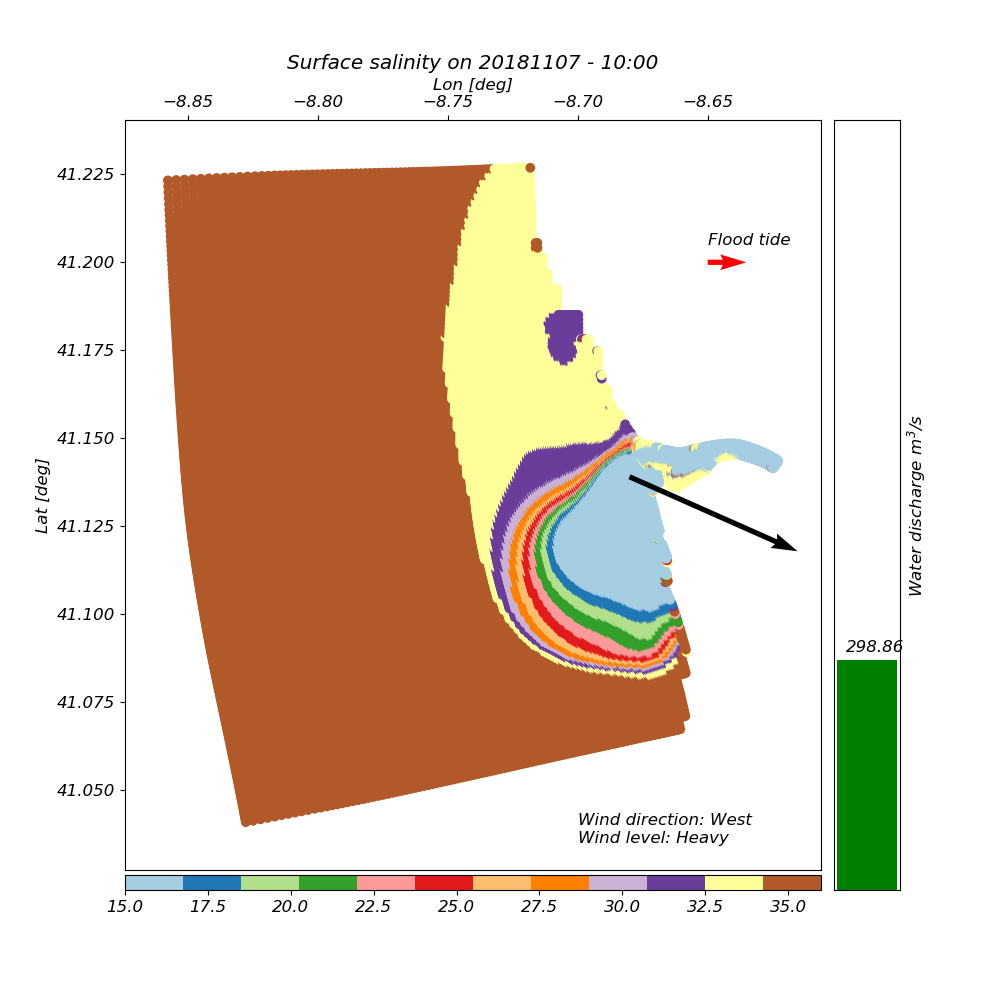 Surface salinity on 20181107 - 10:00
Lon [deg]
−8.85 −8.80 −8.75 −8.70 −8.65
41.225
41.200
41.175
41.150
41.125
41.100
41.075
41.050
Lat [deg]
Flood tide
Wind direction: West
Wind level: Heavy
15.0 17.5 20.0 22.5 25.0 27.5 30.0 32.5 35.0
298.86
Water discharge m³/s